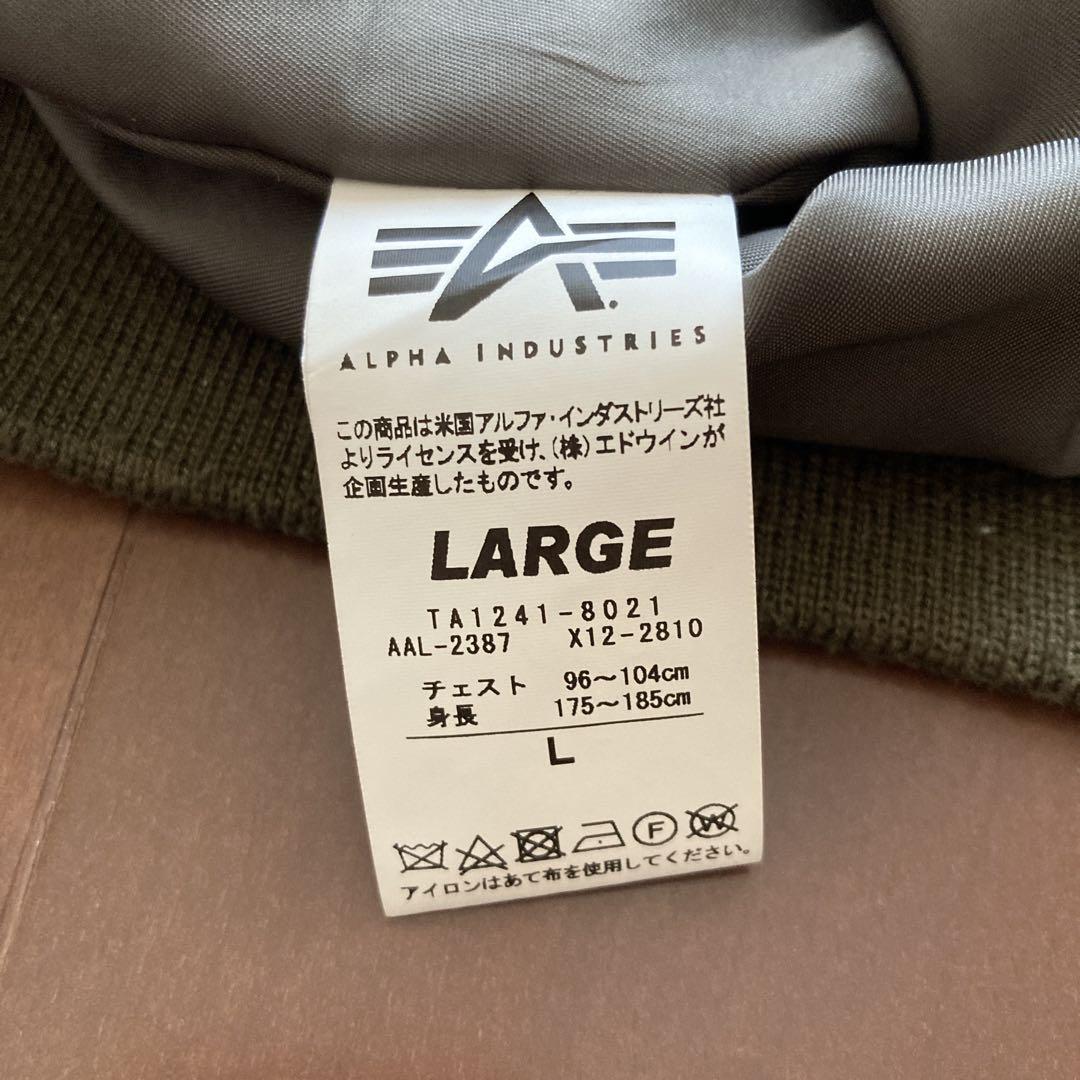 ALPHA INDUSTRIES
この商品は米国アルファ・インダストリーズ社
よりライセンスを受け、(株)エドウインが
企画生産したものです。
LARGE
TA1241-8021
AAL-2387 X12-2810
チェスト 96〜104cm
身長 175〜185cm
L
F W
アイロンはあて布を使用してください。